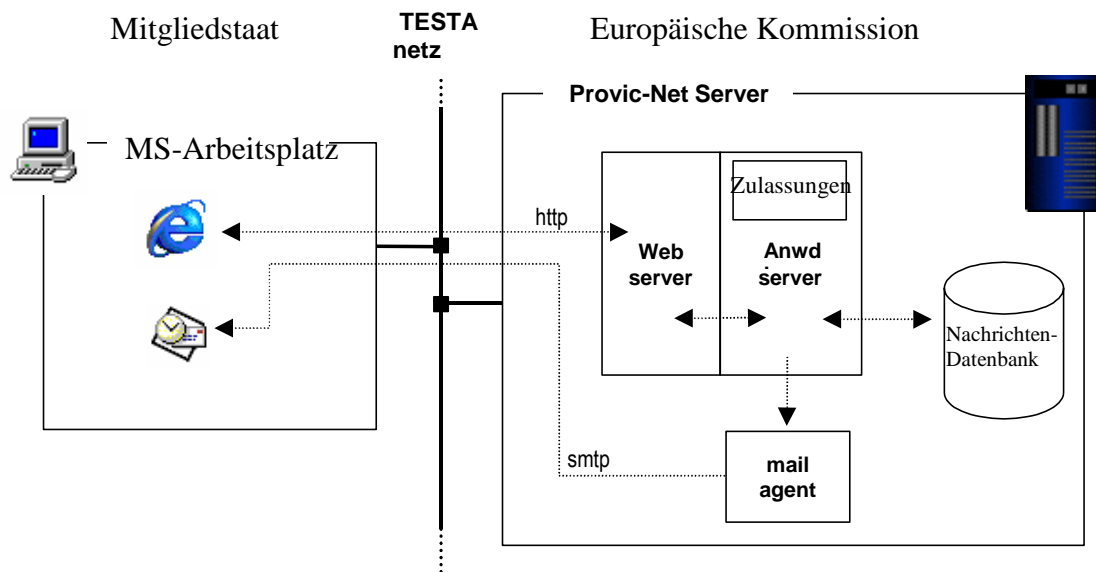 Mitgliedstaat
TESTA
netz
Europäische Kommission
Provic-Net Server
MS-Arbeitsplatz
Zulassungen
http
Web
server
Anwd
.
server
Nachrichten-
Datenbank
smtp
mail
agent